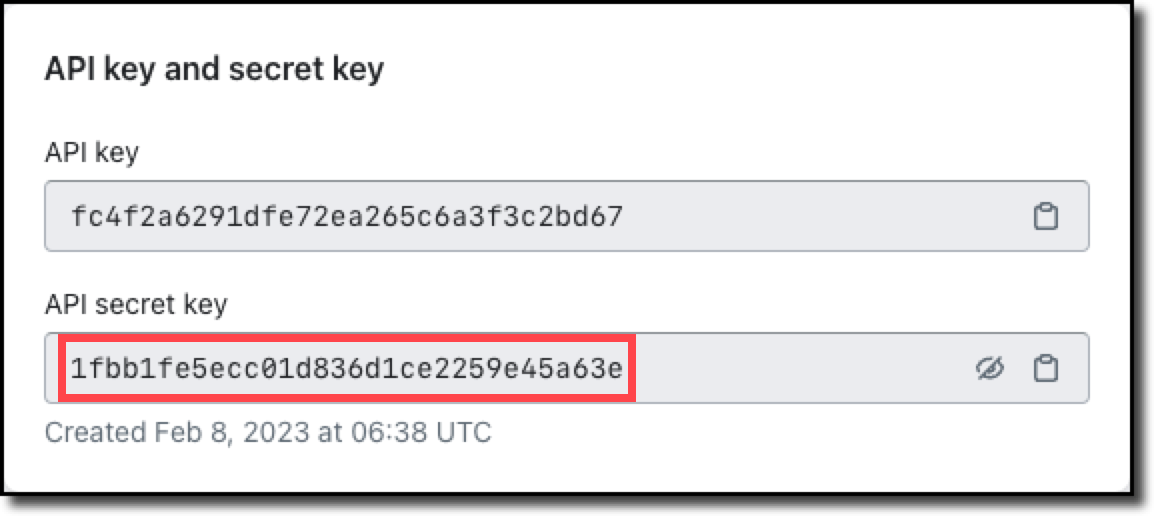 API key and secret key
API key
fc4f2a6291dfe72ea265c6a3f3c2bd67
API secret key
1fbb1fe5ecc01d836d1ce2259e45a63e
Created Feb 8, 2023 at 06:38 UTC